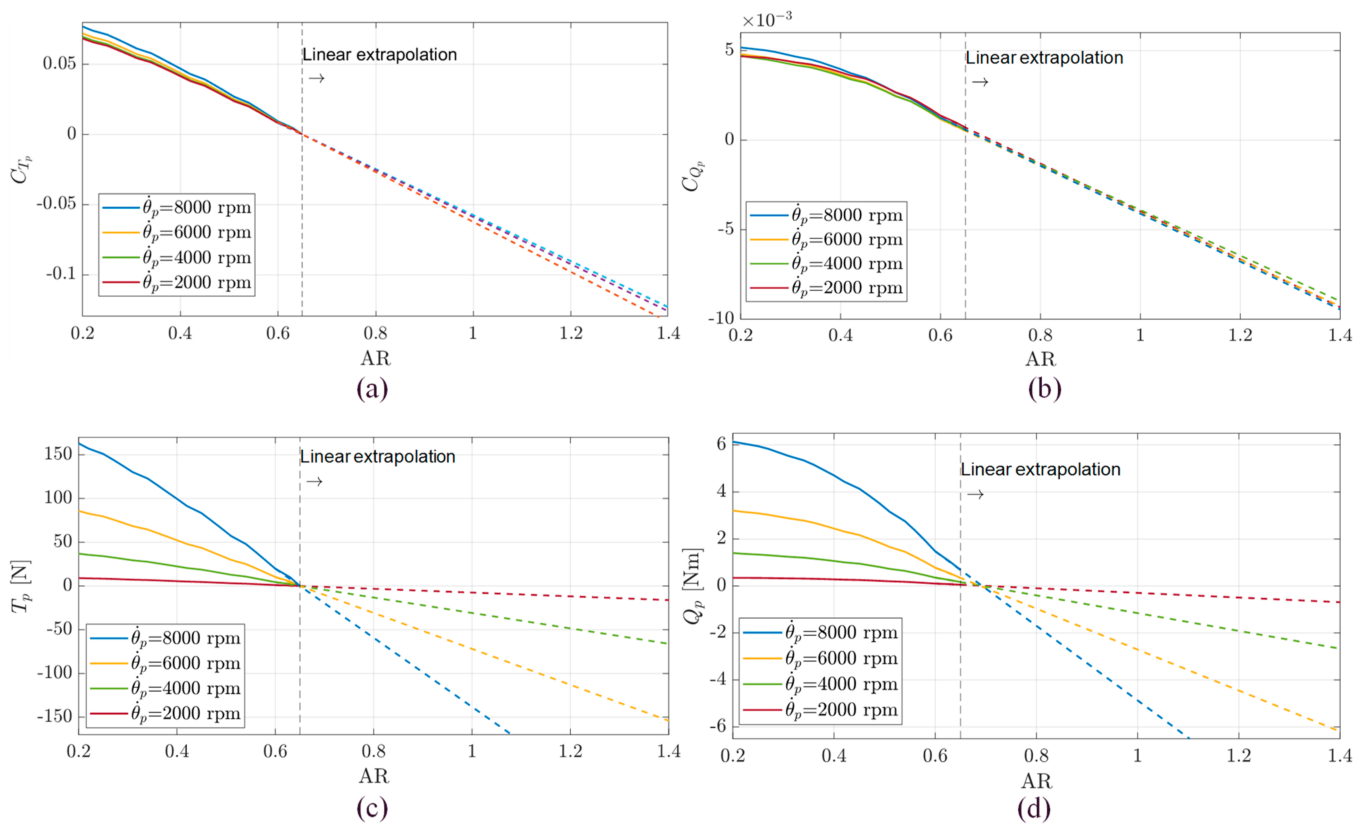 0.05
0
-0.05
-0.1
C_{T_p}
Linear extrapolation
→
θ̇_p=8000 rpm
θ̇_p=6000 rpm
θ̇_p=4000 rpm
θ̇_p=2000 rpm
0.2 0.4 0.6 0.8 1 1.2 1.4
AR
(a)
×10⁻³
5
0
-5
-10
C_{Q_p}
Linear extrapolation
→
θ̇_p=8000 rpm
θ̇_p=6000 rpm
θ̇_p=4000 rpm
θ̇_p=2000 rpm
0.2 0.4 0.6 0.8 1 1.2 1.4
AR
(b)
150
100
50
0
-50
-100
-150
T_p [N]
Linear extrapolation
→
θ̇_p=8000 rpm
θ̇_p=6000 rpm
θ̇_p=4000 rpm
θ̇_p=2000 rpm
0.2 0.4 0.6 0.8 1 1.2 1.4
AR
(c)
6
4
2
0
-2
-4
-6
Q_p [Nm]
Linear extrapolation
→
θ̇_p=8000 rpm
θ̇_p=6000 rpm
θ̇_p=4000 rpm
θ̇_p=2000 rpm
0.2 0.4 0.6 0.8 1 1.2 1.4
AR
(d)